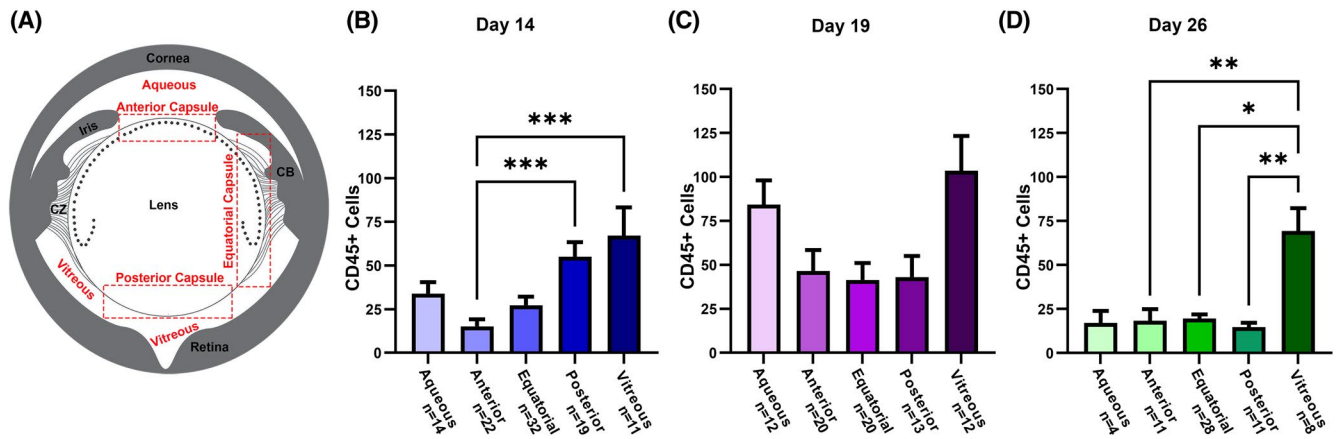 (A)
Cornea
Aqueous
Anterior Capsule
Iris
CB
Equatorial Capsule
CZ
Lens
Posterior Capsule
Vitreous
Vitreous
Retina
(B)
Day 14
CD45+ Cells
150
125
100
75
50
25
0
***
***
Aqueous
n=14
Anterior
n=22
Equatorial
n=32
Posterior
n=19
Vitreous
n=11
(C)
Day 19
CD45+ Cells
150
125
100
75
50
25
0
Aqueous
n=12
Anterior
n=20
Equatorial
n=20
Posterior
n=13
Vitreous
n=12
(D)
Day 26
CD45+ Cells
150
125
100
75
50
25
0
**
*
**
Aqueous
n=4
Anterior
n=11
Equatorial
n=28
Posterior
n=11
Vitreous
n=8